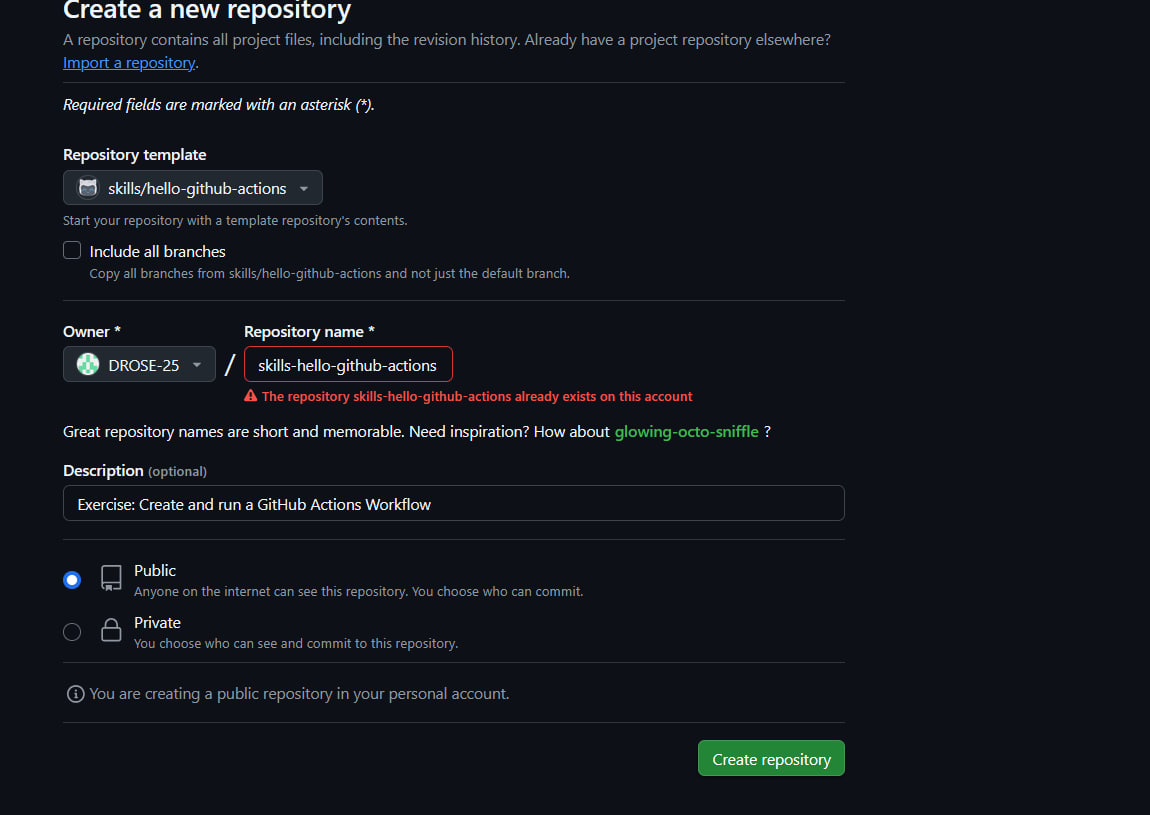 Create a new repository
A repository contains all project files, including the revision history. Already have a project repository elsewhere?
Import a repository.
Required fields are marked with an asterisk (*).
Repository template
skills/hello-github-actions
Start your repository with a template repository's contents.
Include all branches
Copy all branches from skills/hello-github-actions and not just the default branch.
Owner * Repository name *
DROSE-25 / skills-hello-github-actions
The repository skills-hello-github-actions already exists on this account
Great repository names are short and memorable. Need inspiration? How about glowing-octo-sniffle ?
Description (optional)
Exercise: Create and run a GitHub Actions Workflow
Public
Anyone on the internet can see this repository. You choose who can commit.
Private
You choose who can see and commit to this repository.
You are creating a public repository in your personal account.
Create repository